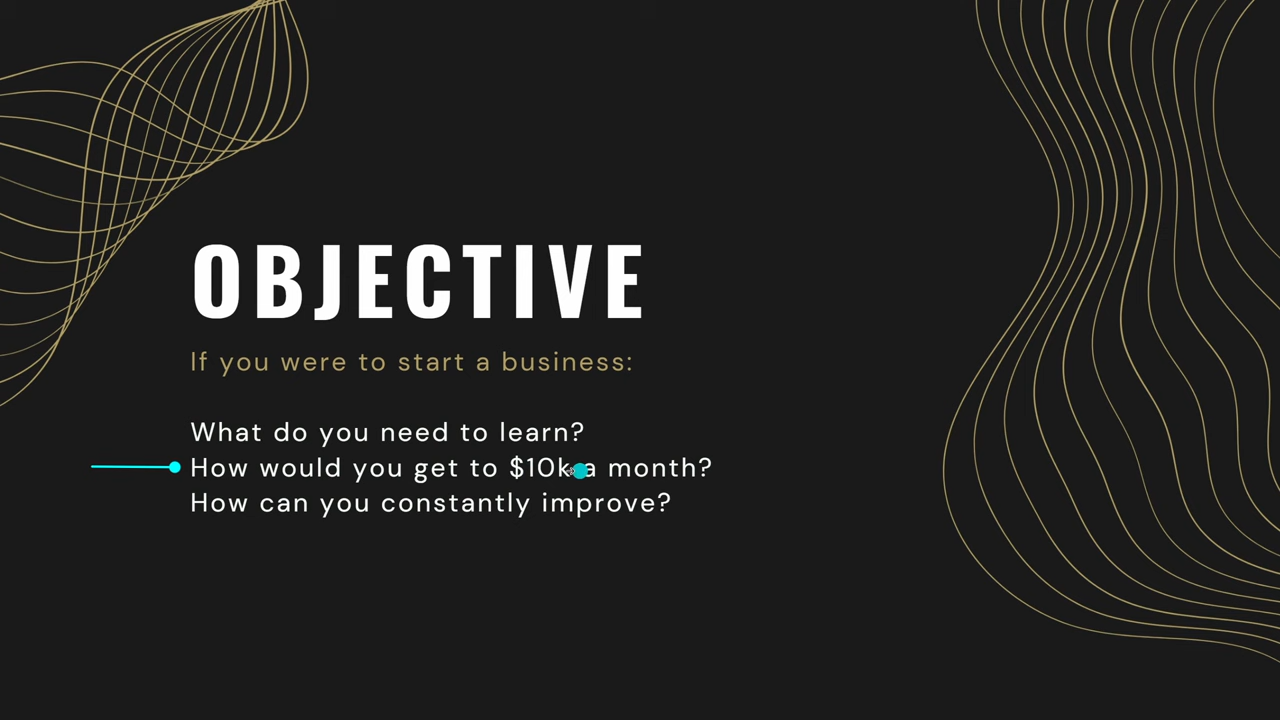 OBJECTIVE
If you were to start a business:
What do you need to learn?
How would you get to $10k a month?
How can you constantly improve?